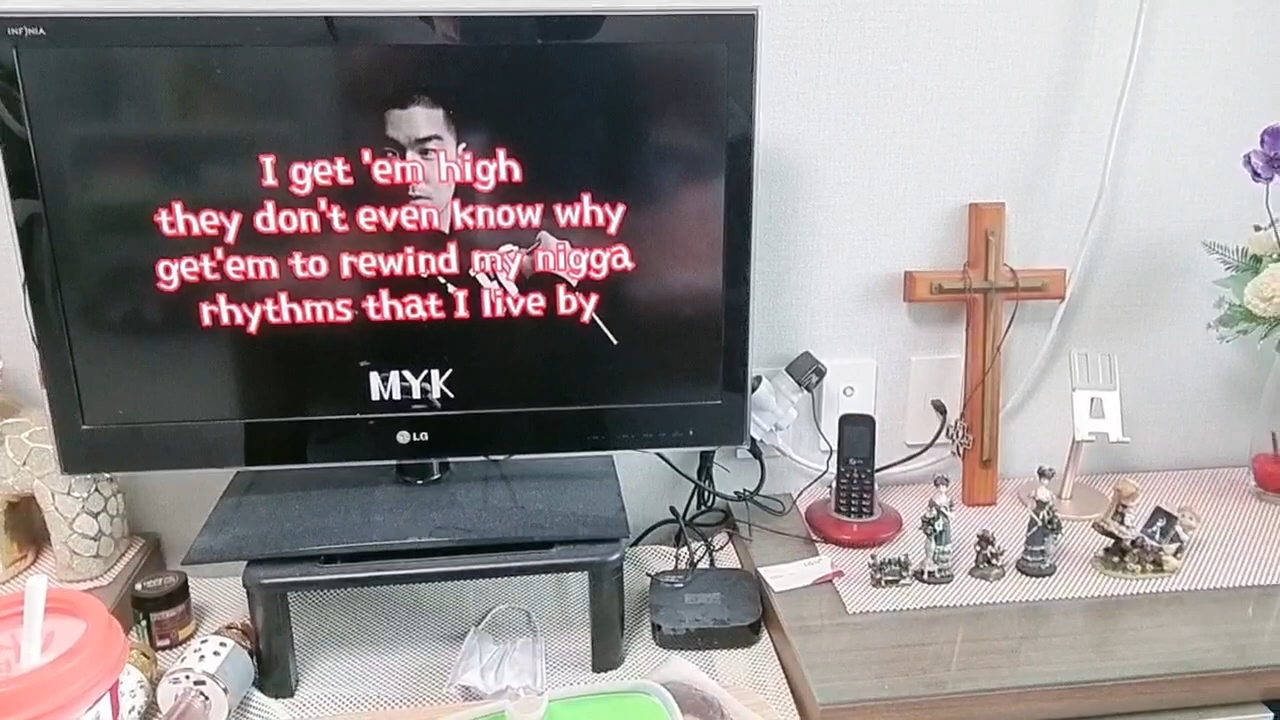 INFINIA
I get 'em high
they don't even know why
get'em to rewind my nigga
rhythms that I live by
MYK
LG